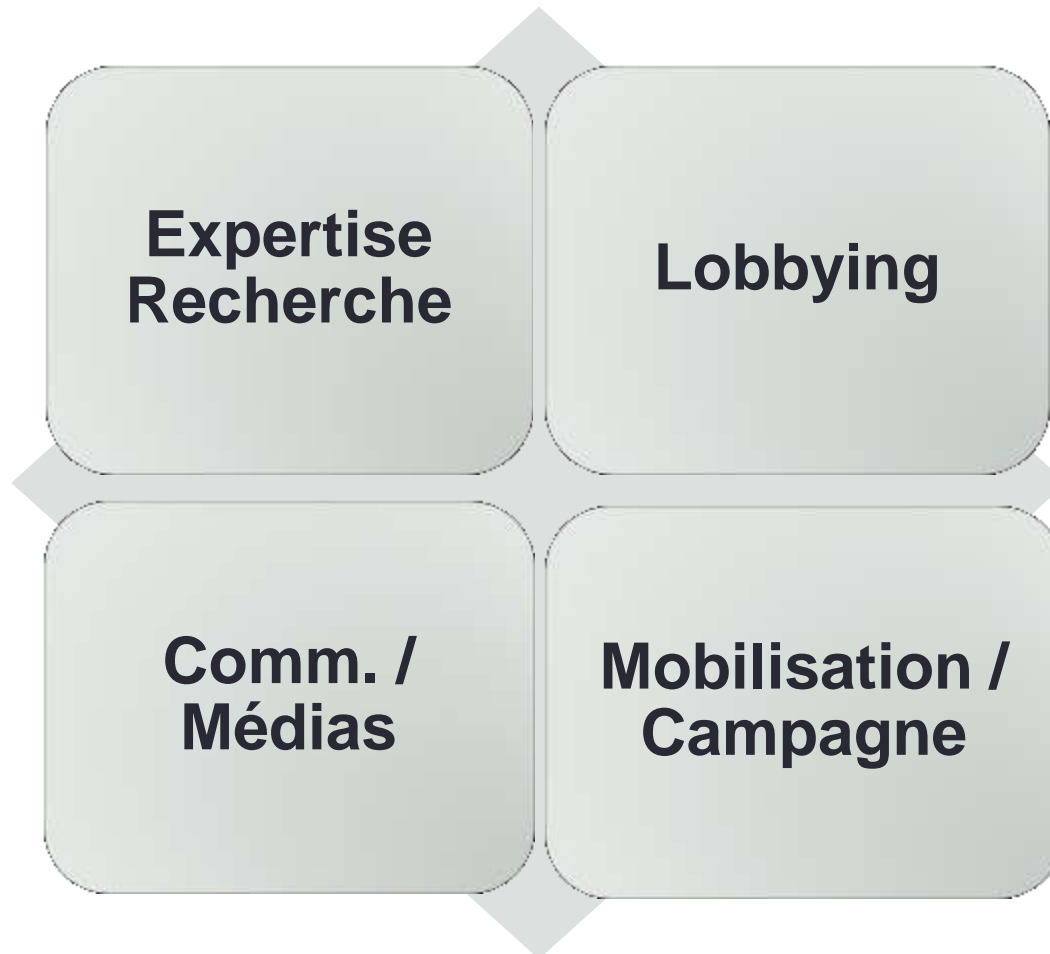 Expertise
Recherche
Lobbying
Comm. /
Médias
Mobilisation /
Campagne